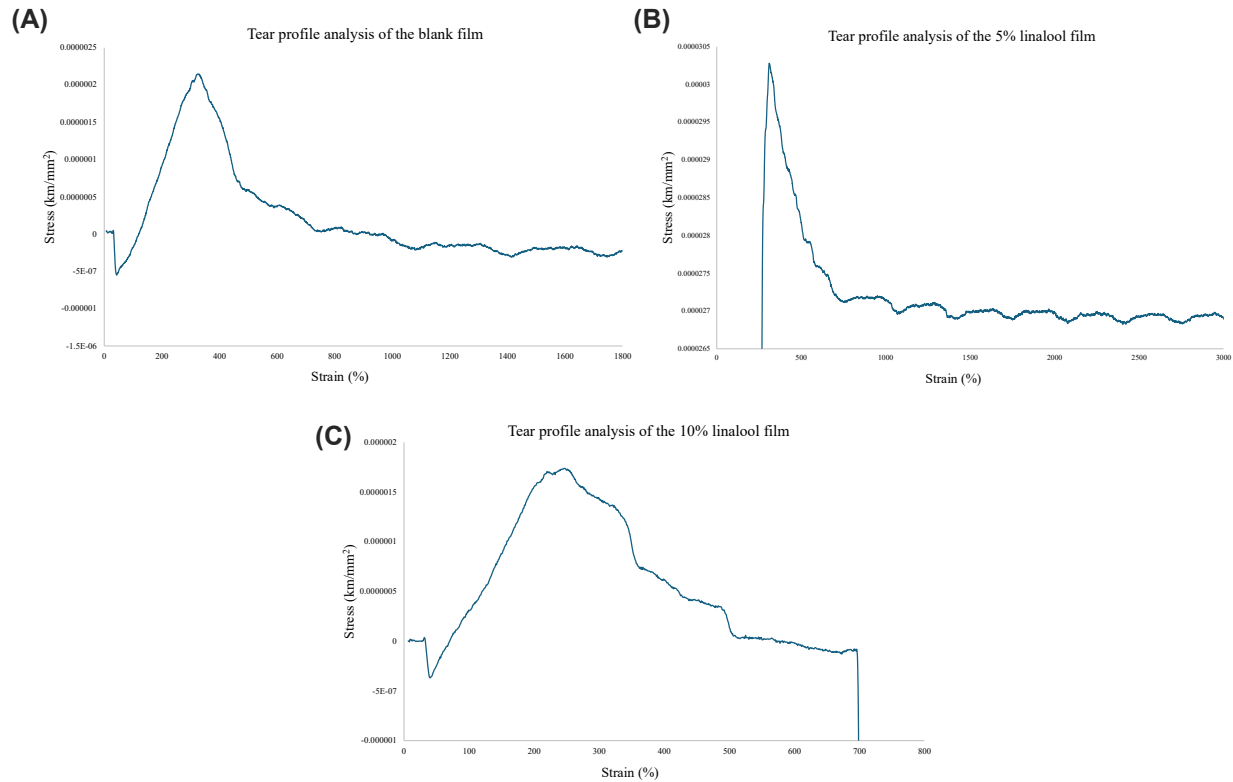 (A)
Tear profile analysis of the blank film
0.0000025
0.000002
0.0000015
0.000001
0.0000005
0
-5E-07
-0.000001
-1.5E-06
Stress (km/mm²)
0 200 400 600 800 1000 1200 1400 1600 1800
Strain (%)
(B)
Tear profile analysis of the 5% linalool film
0.0000305
0.00003
0.0000295
0.000029
0.0000285
0.000028
0.0000275
0.000027
0.0000265
Stress (km/mm²)
0 500 1000 1500 2000 2500 3000
Strain (%)
(C)
Tear profile analysis of the 10% linalool film
0.000002
0.0000015
0.000001
0.0000005
0
-5E-07
-0.000001
Stress (km/mm²)
0 100 200 300 400 500 600 700 800
Strain (%)